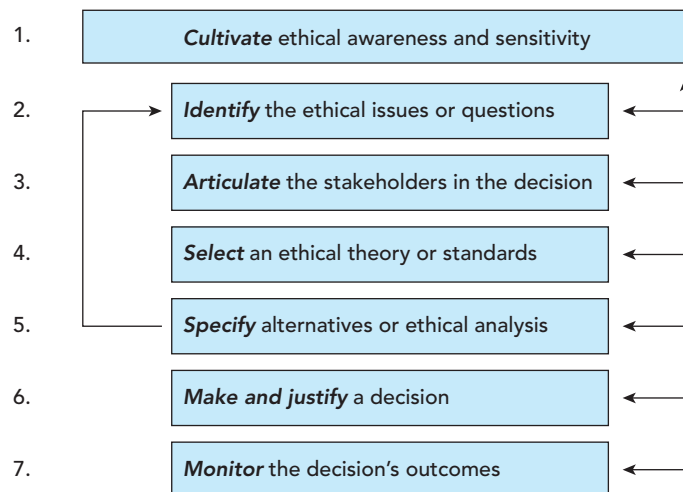 1. Cultivate ethical awareness and sensitivity
2. Identify the ethical issues or questions
3. Articulate the stakeholders in the decision
4. Select an ethical theory or standards
5. Specify alternatives or ethical analysis
6. Make and justify a decision
7. Monitor the decision’s outcomes